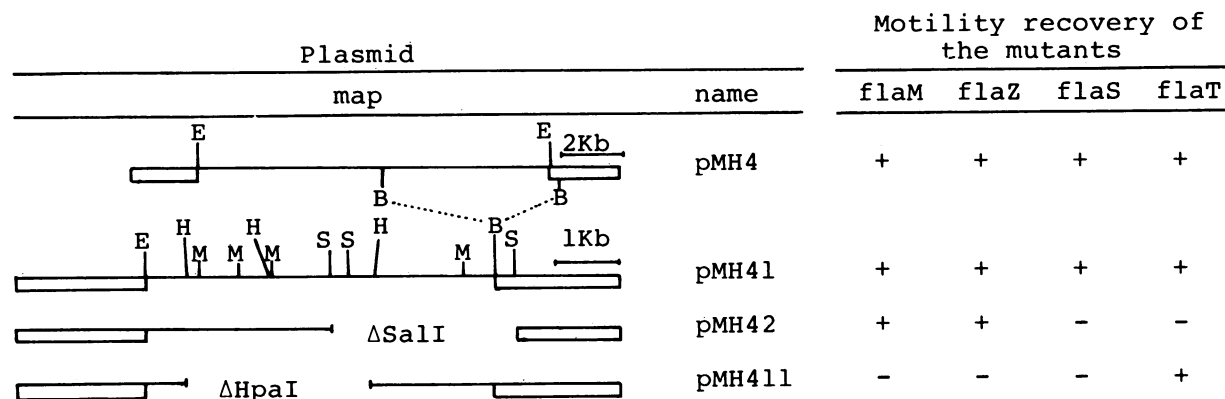 Plasmid
Motility recovery of
the mutants
map name flaM flaZ flaS flaT
E E 2Kb
pMH4 + + + +
B B
E H M M H M S S H M B S 1Kb
pMH41 + + + +
ΔSalI pMH42 + + - -
ΔHpaI pMH411 - - - +